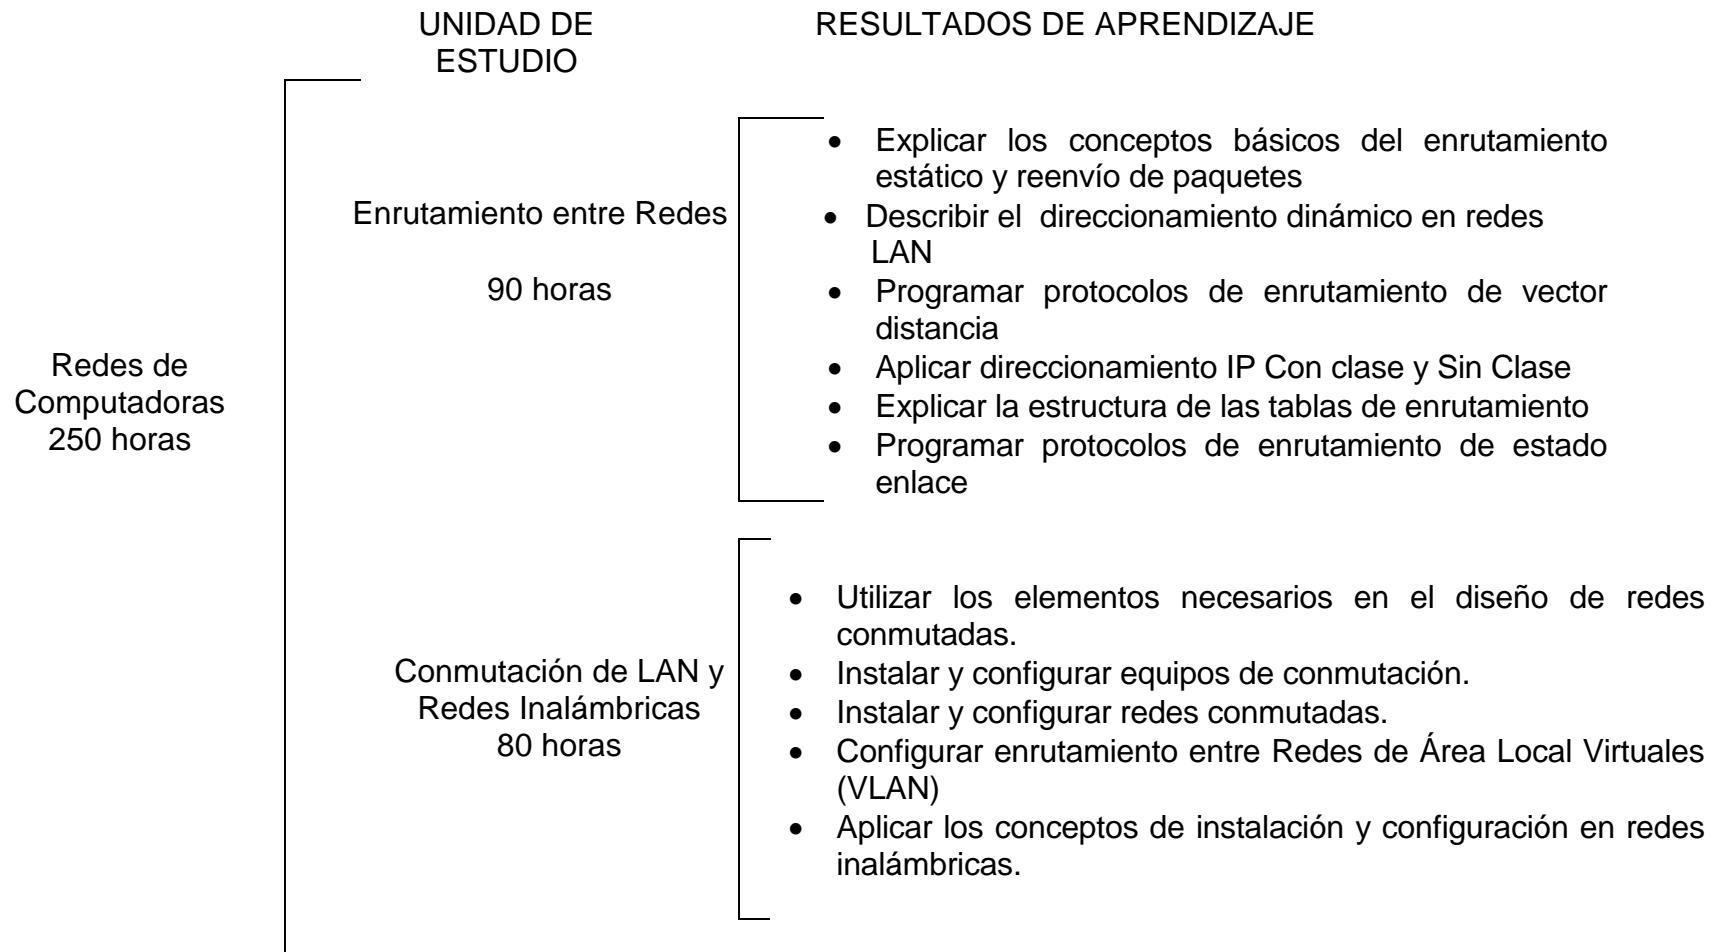 UNIDAD DE
ESTUDIO
RESULTADOS DE APRENDIZAJE
Redes de
Computadoras
250 horas
Enrutamiento entre Redes
90 horas
• Explicar los conceptos básicos del enrutamiento
estático y reenvío de paquetes
• Describir el direccionamiento dinámico en redes
LAN
• Programar protocolos de enrutamiento de vector
distancia
• Aplicar direccionamiento IP Con clase y Sin Clase
• Explicar la estructura de las tablas de enrutamiento
• Programar protocolos de enrutamiento de estado
enlace
Conmutación de LAN y
Redes Inalámbricas
80 horas
• Utilizar los elementos necesarios en el diseño de redes
conmutadas.
• Instalar y configurar equipos de conmutación.
• Instalar y configurar redes conmutadas.
• Configurar enrutamiento entre Redes de Área Local Virtuales
(VLAN)
• Aplicar los conceptos de instalación y configuración en redes
inalámbricas.